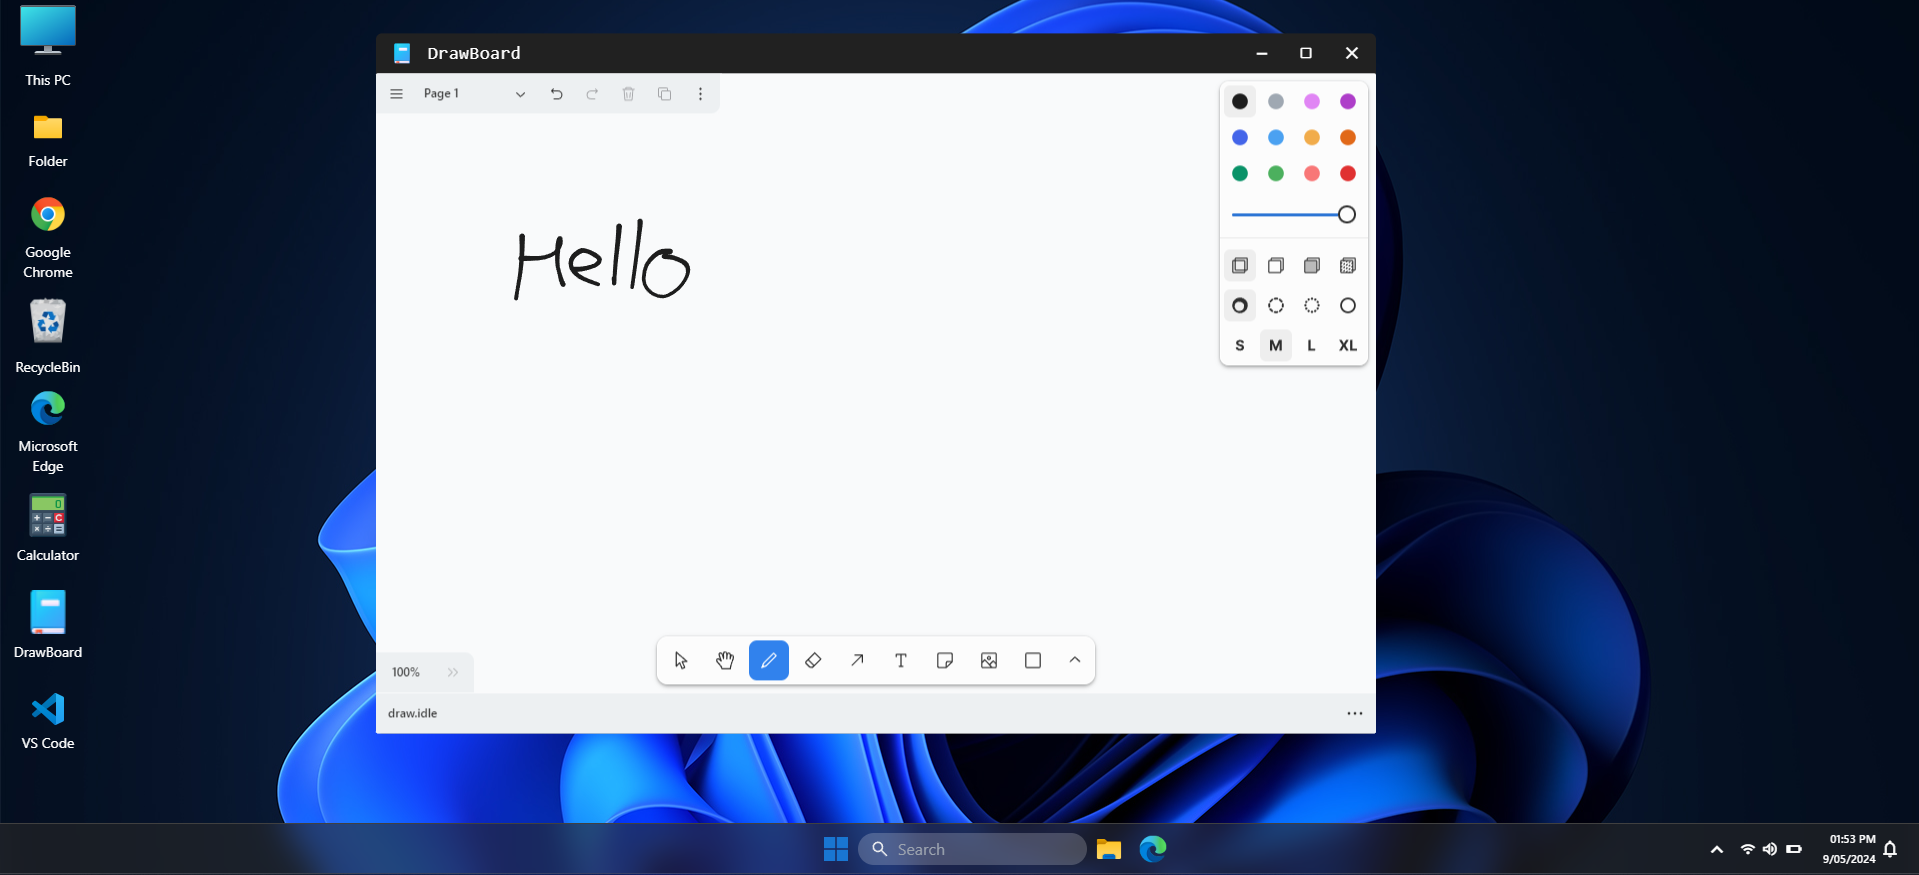 This PC
Folder
Google
Chrome
RecycleBin
Microsoft
Edge
0
Calculator
DrawBoard
VS Code
DrawBoard
Page 1
Hello
S M L XL
100%
draw.idle
Search
01:53 PM
9/05/2024